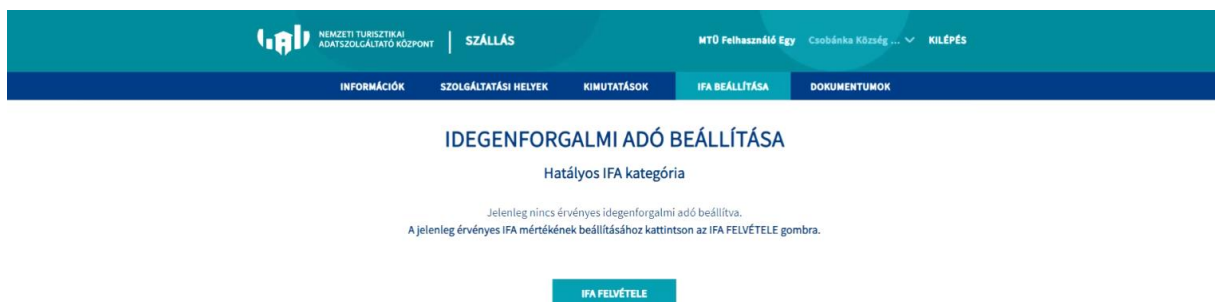 NEMZETI TURISZTIKAI
ADATSZOLGÁLTATÓ KÖZPONT
SZÁLLÁS
MTÜ Felhasználó Egy Csobánka Község ... KILÉPÉS
INFORMÁCIÓK SZOLGÁLTATÁSI HELYEK KIMUTATÁSOK IFA BEÁLLÍTÁSA DOKUMENTUMOK
IDEGENFORGALMI ADÓ BEÁLLÍTÁSA
Hatályos IFA kategória
Jelenleg nincs érvényes idegenforgalmi adó beállítva.
A jelenleg érvényes IFA mértékének beállításához kattintson az IFA FELVÉTELE gombra.
IFA FELVÉTELE